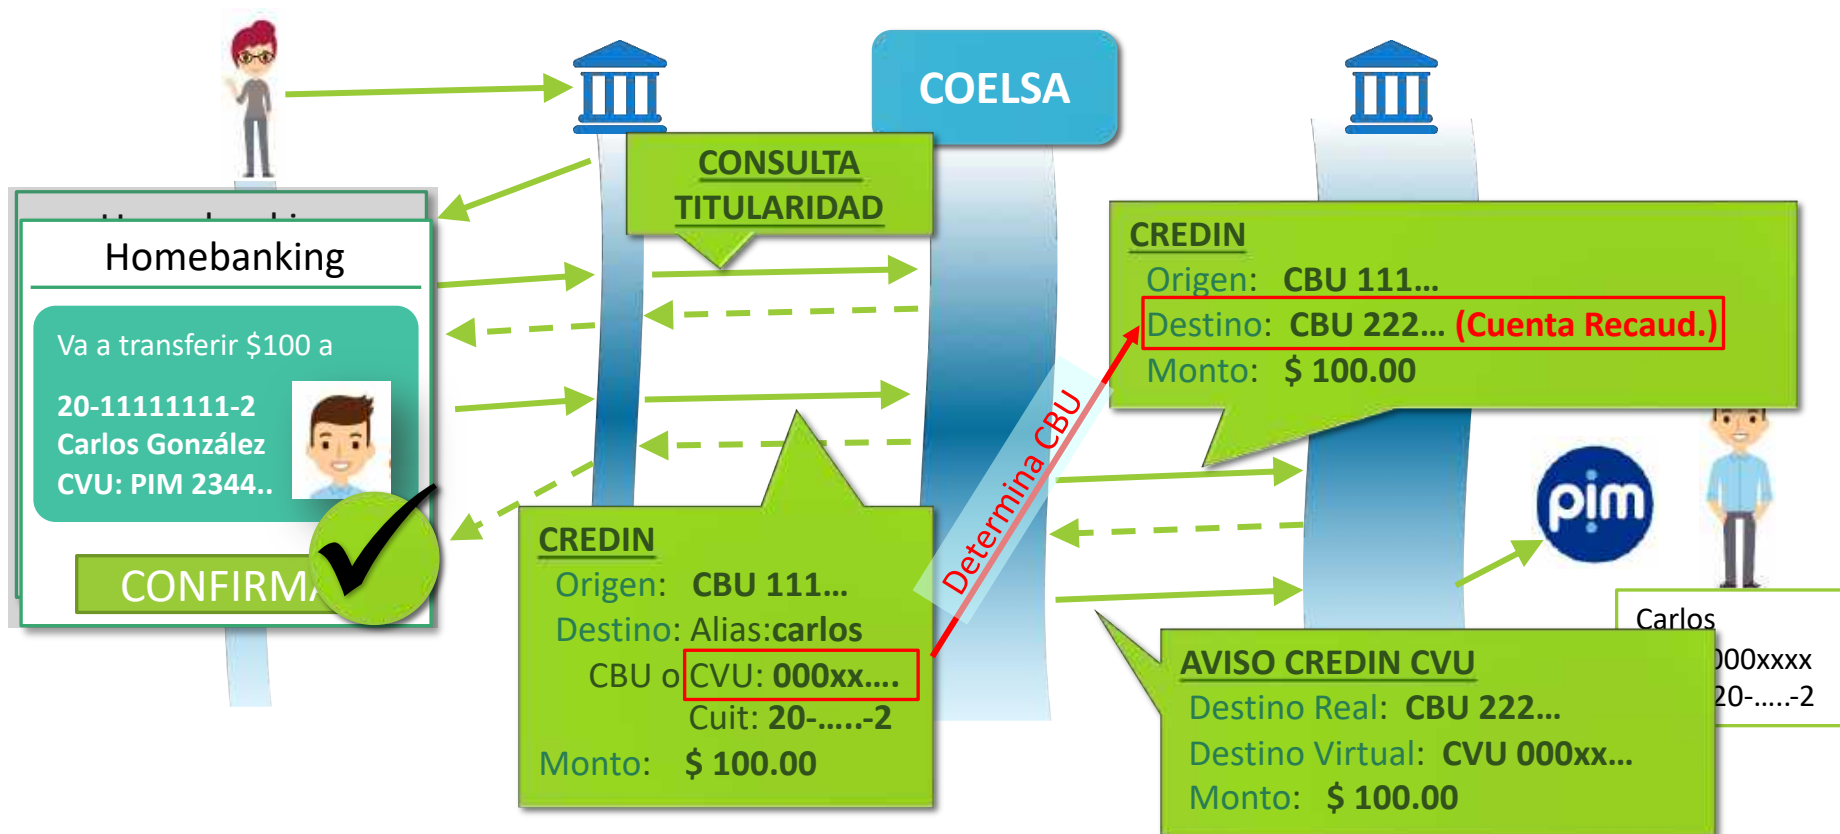 COELSA
CONSULTA
TITULARIDAD
Homebanking
Va a transferir $100 a
20-11111111-2
Carlos González
CVU: PIM 2344..
CREDIN
Origen: CBU 111...
Destino: CBU 222... (Cuenta Recaud.)
Monto: $ 100.00
Determina CBU
pim
CREDIN
Origen: CBU 111...
Destino: Alias:carlos
CBU o CVU: 000xx....
Cuit: 20-.....-2
Monto: $ 100.00
AVISO CREDIN CVU
Destino Real: CBU 222...
Destino Virtual: CVU 000xx...
Monto: $ 100.00
Carlos
000xxxx
20-.....-2